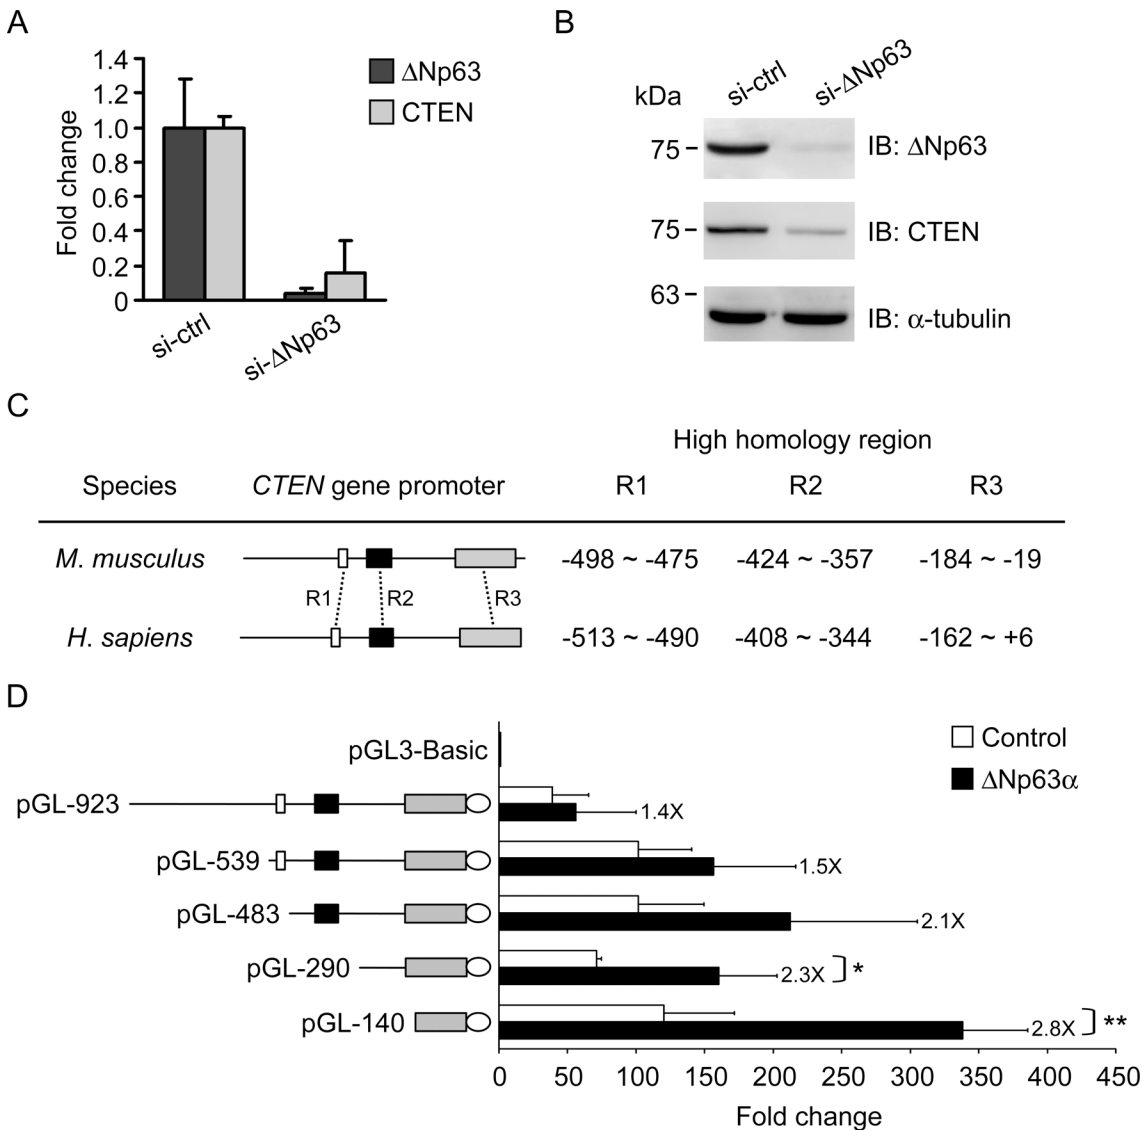 A
1.4
1.2
1.0
0.8
0.6
0.4
0.2
0
Fold change
ΔNp63
CTEN
si-ctrl
si-ΔNp63
B
kDa
si-ctrl
si-ΔNp63
75
IB: ΔNp63
75
IB: CTEN
63
IB: α-tubulin
C
High homology region
Species CTEN gene promoter R1 R2 R3
M. musculus -498 ~ -475 -424 ~ -357 -184 ~ -19
R1 R2 R3
H. sapiens -513 ~ -490 -408 ~ -344 -162 ~ +6
D
Control
ΔNp63α
pGL3-Basic
pGL-923 1.4X
pGL-539 1.5X
pGL-483 2.1X
pGL-290 2.3X *
pGL-140 2.8X **
0 50 100 150 200 250 300 350 400 450
Fold change